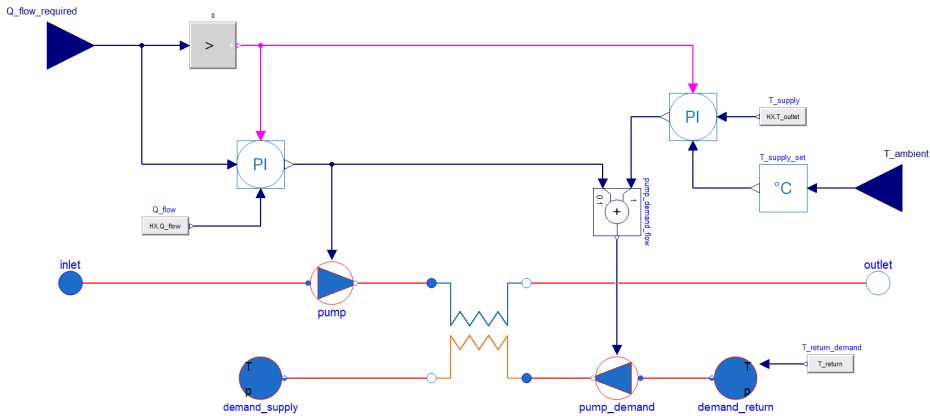 Q_flow_required
0
>
PI
T_supply
HX.T_outlet
PI
T_supply_set
°C
T_ambient
Q_flow
HX.Q_flow
0.1
1
+
pump_demand_flow
inlet
outlet
pump
T_return_demand
T_return
T
p
demand_supply
pump_demand
T
p
demand_return